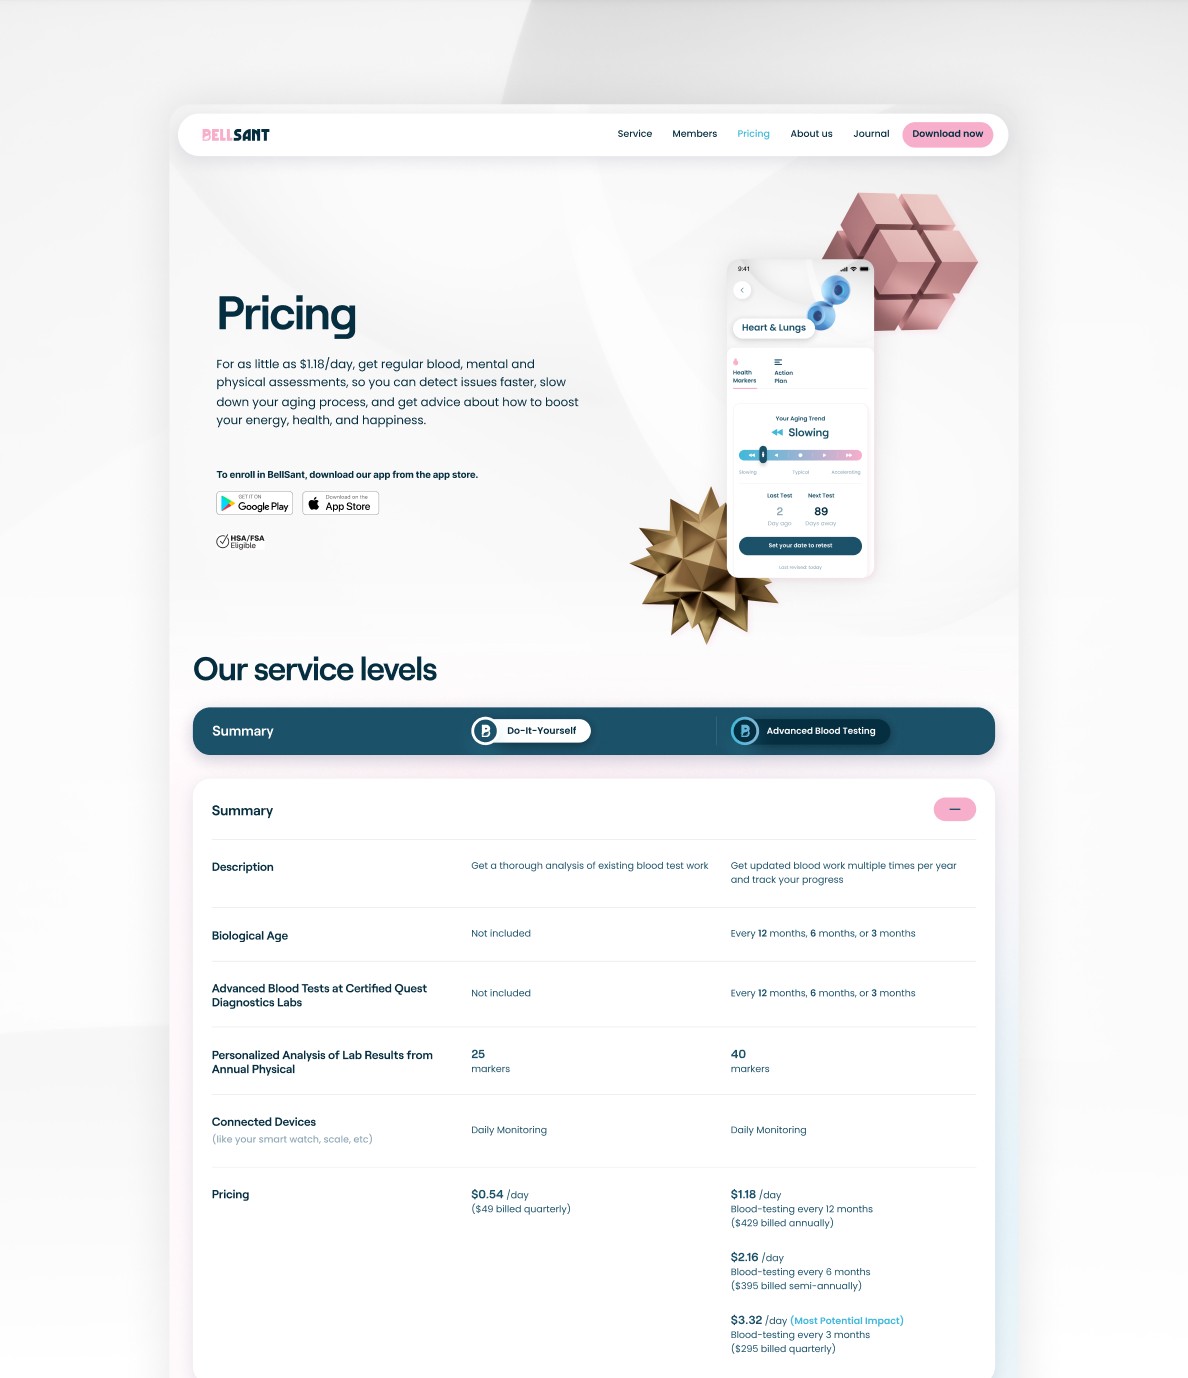 BELLSANT
Service Members Pricing About us Journal Download now
Pricing
For as little as $1.18/day, get regular blood, mental and
physical assessments, so you can detect issues faster, slow
down your aging process, and get advice about how to boost
your energy, health, and happiness.
To enroll in BellSant, download our app from the app store.
GET IT ON
Google Play
Download on the
App Store
HSA/FSA
Eligible
9:41
Heart & Lungs
Health
Markers
Action
Plan
Your Aging Trend
Slowing
Slowing Typical Accelerating
Last Test Next Test
2 89
Day ago Days away
Set your date to retest
Last revised: today
Our service levels
Summary B Do-It-Yourself B Advanced Blood Testing
Summary
Description
Get a thorough analysis of existing blood test work
Get updated blood work multiple times per year
and track your progress
Biological Age
Not included
Every 12 months, 6 months, or 3 months
Advanced Blood Tests at Certified Quest
Diagnostics Labs
Not included
Every 12 months, 6 months, or 3 months
Personalized Analysis of Lab Results from
Annual Physical
25
markers
40
markers
Connected Devices
(like your smart watch, scale, etc)
Daily Monitoring
Daily Monitoring
Pricing
$0.54 /day
($49 billed quarterly)
$1.18 /day
Blood-testing every 12 months
($429 billed annually)
$2.16 /day
Blood-testing every 6 months
($395 billed semi-annually)
$3.32 /day (Most Potential Impact)
Blood-testing every 3 months
($295 billed quarterly)